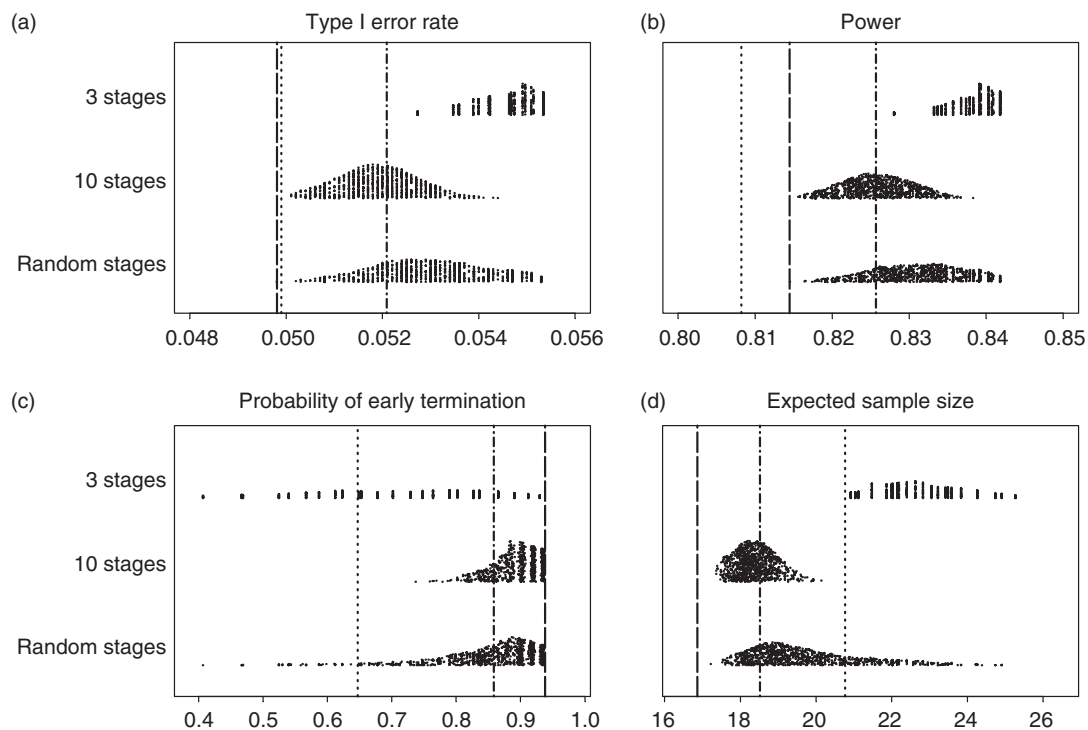 (a) Type I error rate
3 stages
10 stages
Random stages
0.048 0.050 0.052 0.054 0.056
(b) Power
0.80 0.81 0.82 0.83 0.84 0.85
(c) Probability of early termination
3 stages
10 stages
Random stages
0.4 0.5 0.6 0.7 0.8 0.9 1.0
(d) Expected sample size
16 18 20 22 24 26